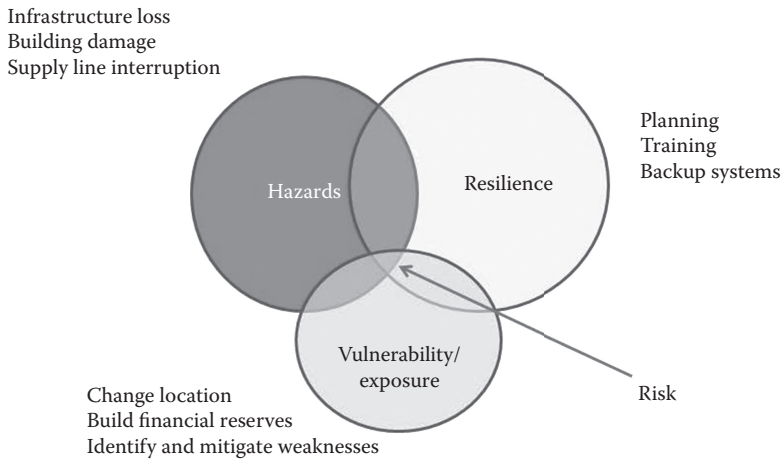 Infrastructure loss
Building damage
Supply line interruption
Hazards
Resilience
Planning
Training
Backup systems
Vulnerability/
exposure
Risk
Change location
Build financial reserves
Identify and mitigate weaknesses